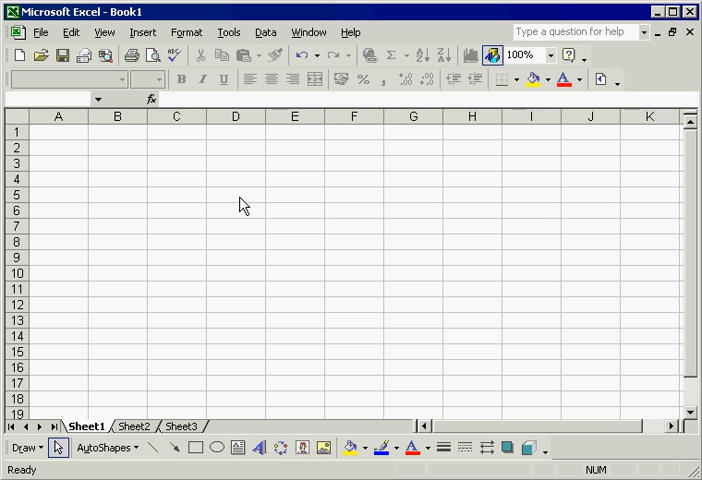 Microsoft Excel - Book1
File Edit View Insert Format Tools Data Window Help Type a question for help
100%
B I U
fx
A B C D E F G H I J K
1
2
3
4
5
6
7
8
9
10
11
12
13
14
15
16
17
18
19
Sheet1 Sheet2 Sheet3
Draw AutoShapes
Ready NUM